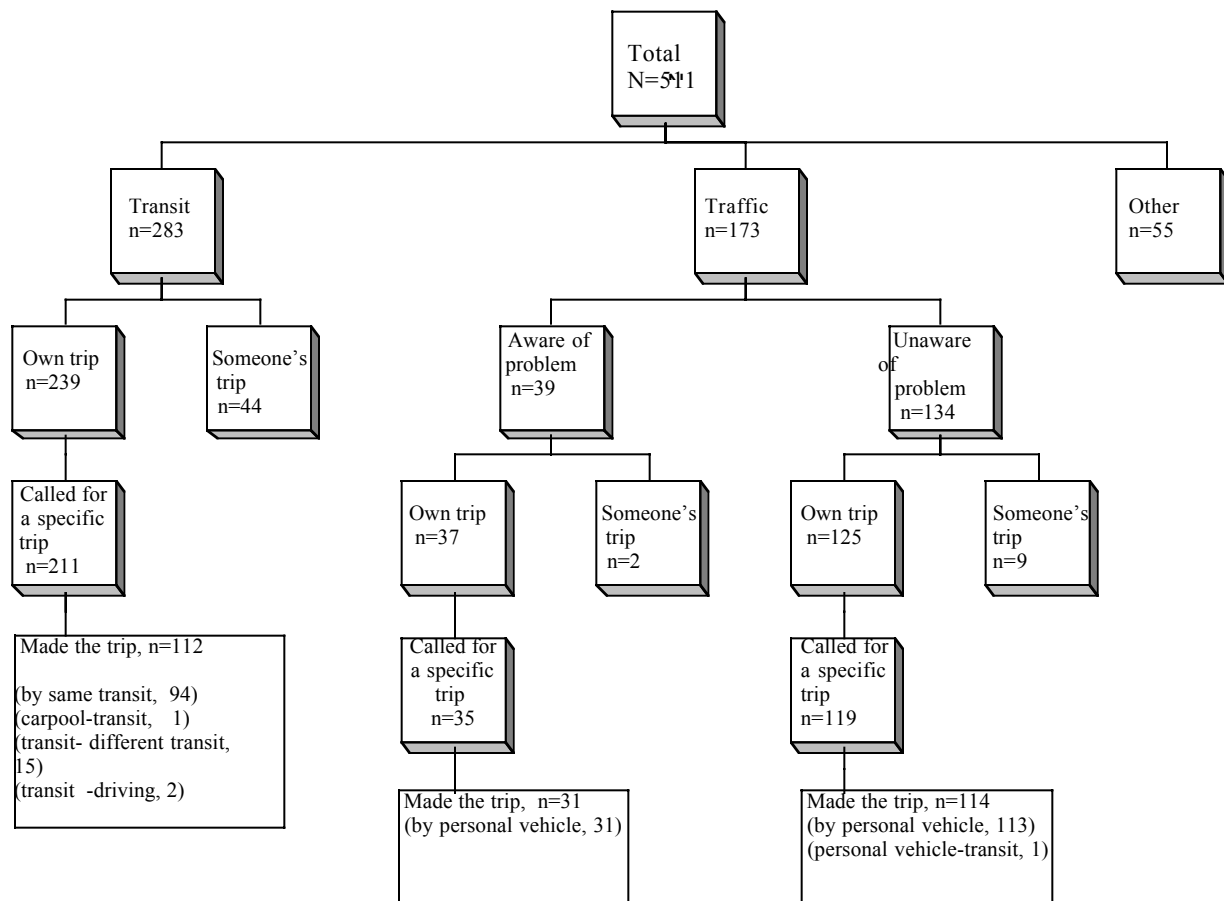 Total
N=511
Transit
n=283
Traffic
n=173
Other
n=55
Own trip
n=239
Someone's
trip
n=44
Aware of
problem
n=39
Unaware
of
problem
n=134
Called for
a specific
trip
n=211
Own trip
n=37
Someone's
trip
n=2
Own trip
n=125
Someone's
trip
n=9
Made the trip, n=112
(by same transit, 94)
(carpool-transit, 1)
(transit- different transit,
15)
(transit -driving, 2)
Called for
a specific
trip
n=35
Called for
a specific
trip
n=119
Made the trip, n=31
(by personal vehicle, 31)
Made the trip, n=114
(by personal vehicle, 113)
(personal vehicle-transit, 1)